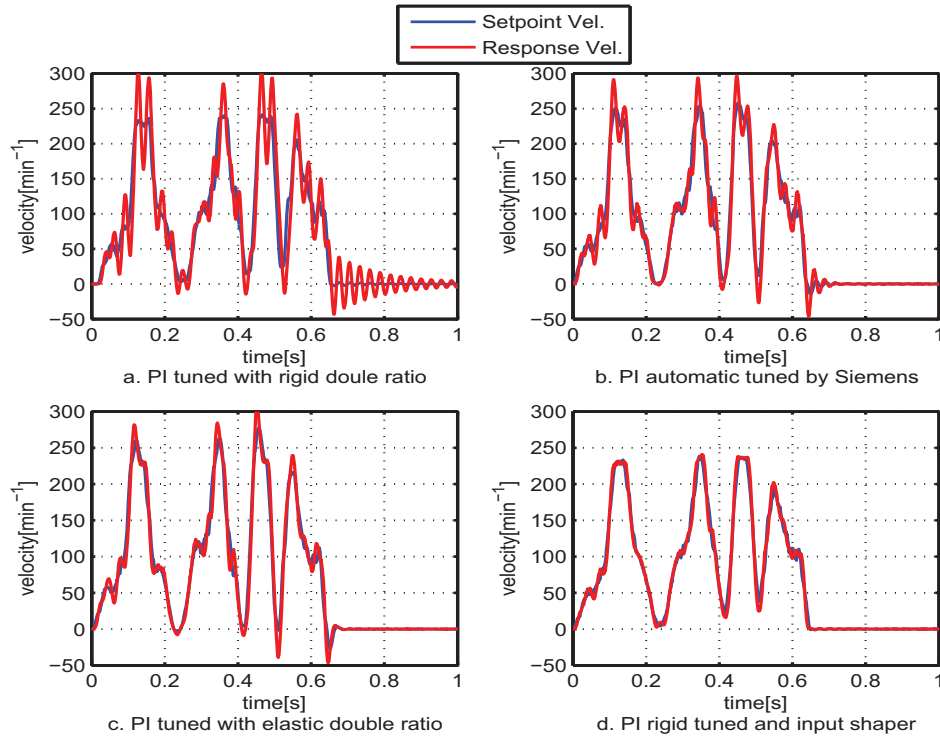 Setpoint Vel.
Response Vel.
300
250
200
150
100
50
0
−50
velocity[min⁻¹]
0 0.2 0.4 0.6 0.8 1
time[s]
a. PI tuned with rigid doule ratio
300
250
200
150
100
50
0
−50
velocity[min⁻¹]
0 0.2 0.4 0.6 0.8 1
time[s]
b. PI automatic tuned by Siemens
300
250
200
150
100
50
0
−50
velocity[min⁻¹]
0 0.2 0.4 0.6 0.8 1
time[s]
c. PI tuned with elastic double ratio
300
250
200
150
100
50
0
−50
velocity[min⁻¹]
0 0.2 0.4 0.6 0.8 1
time[s]
d. PI rigid tuned and input shaper